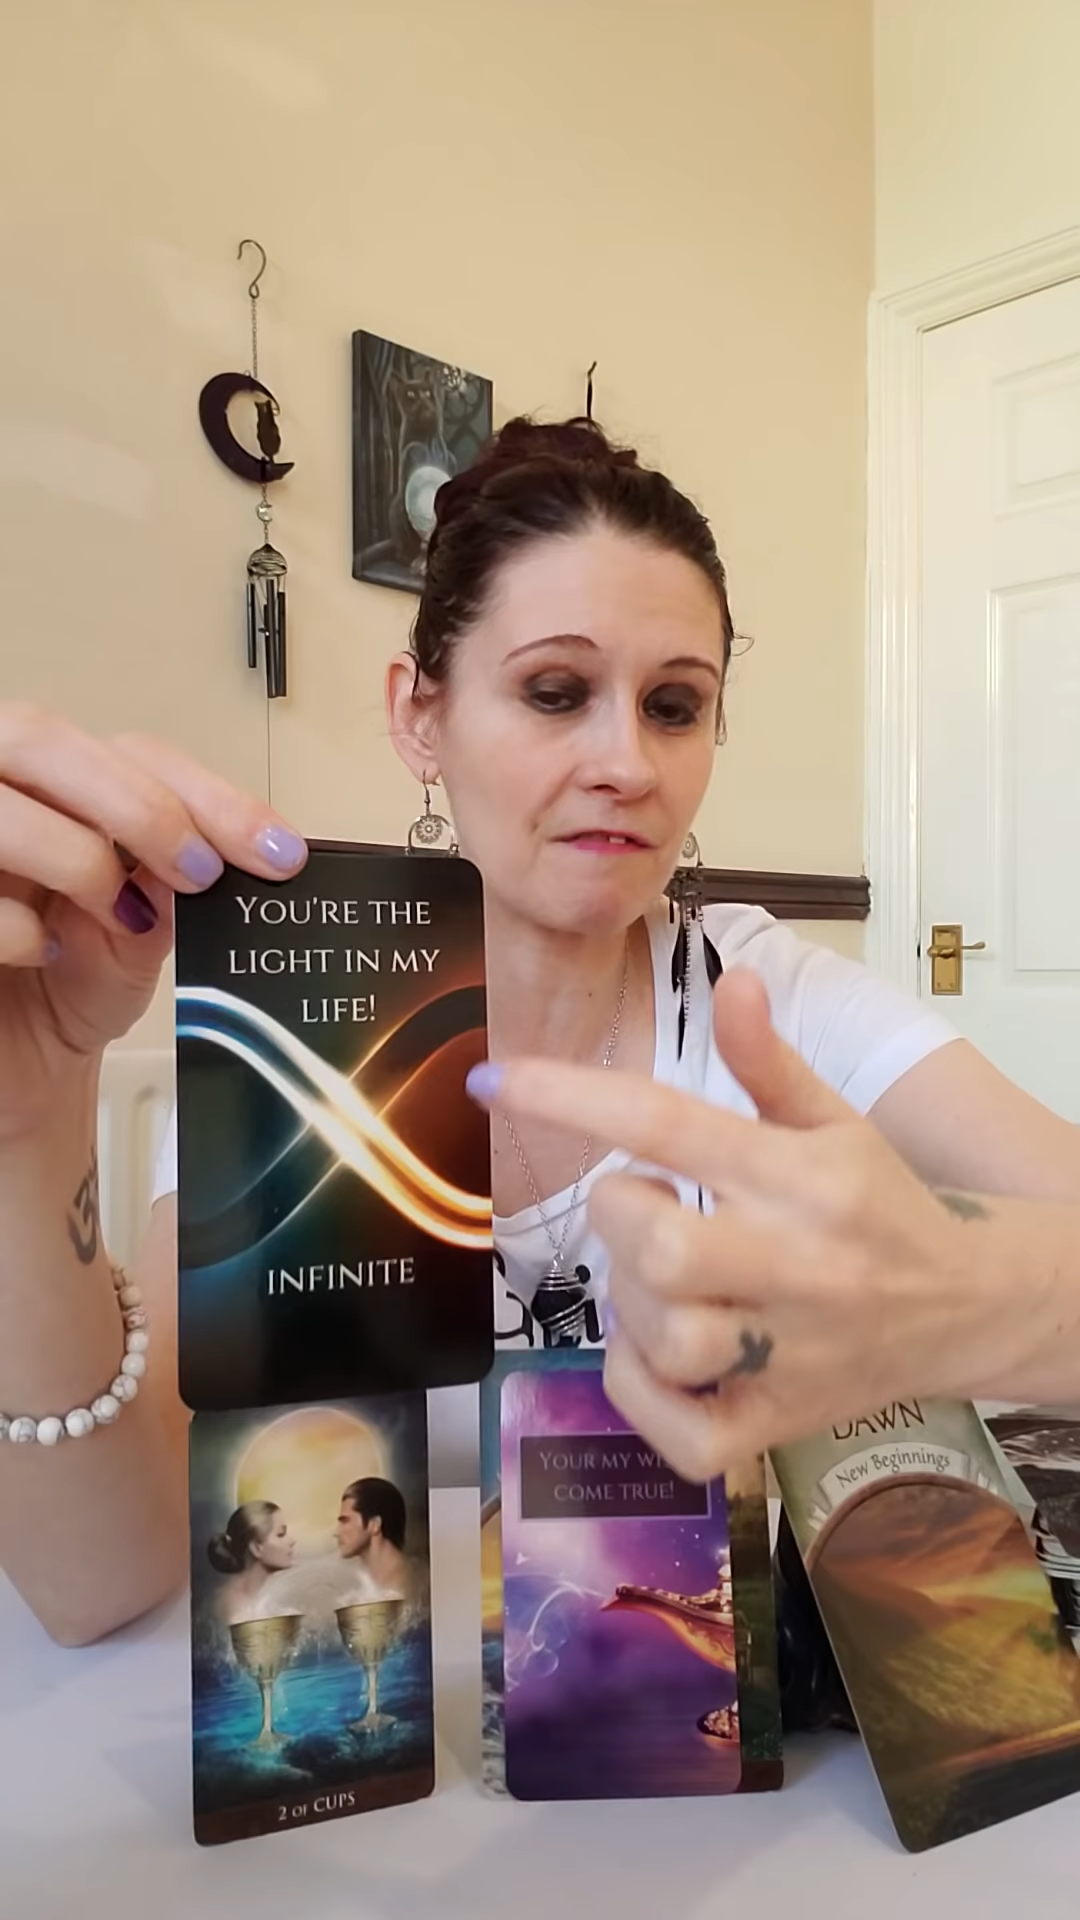 YOU'RE THE
LIGHT IN MY
LIFE!
INFINITE
2 OF CUPS
YOUR MY
COME TRUE!
DAWN
New Beginnings